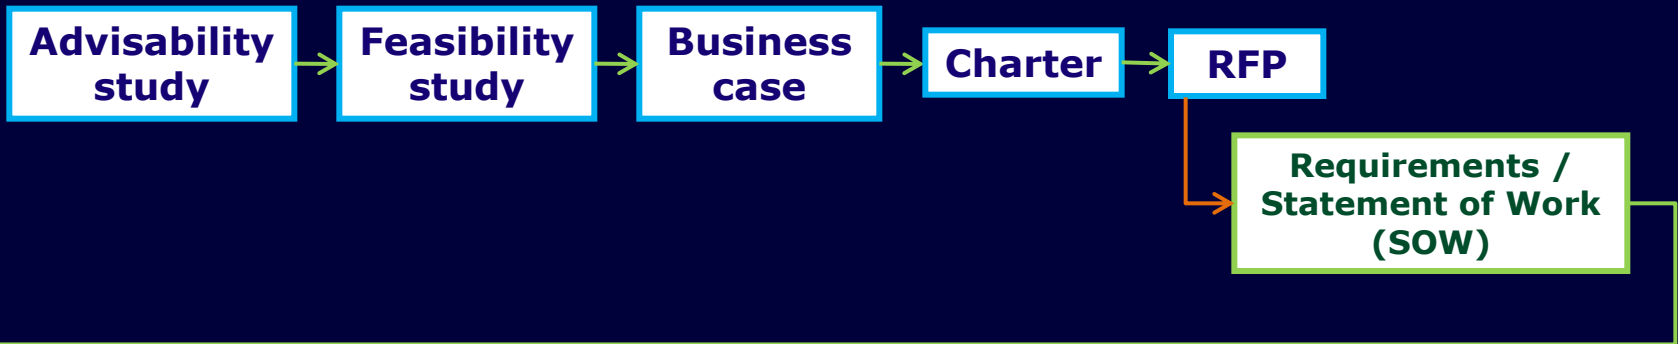 Advisability
study
Feasibility
study
Business
case
Charter
RFP
Requirements /
Statement of Work
(SOW)